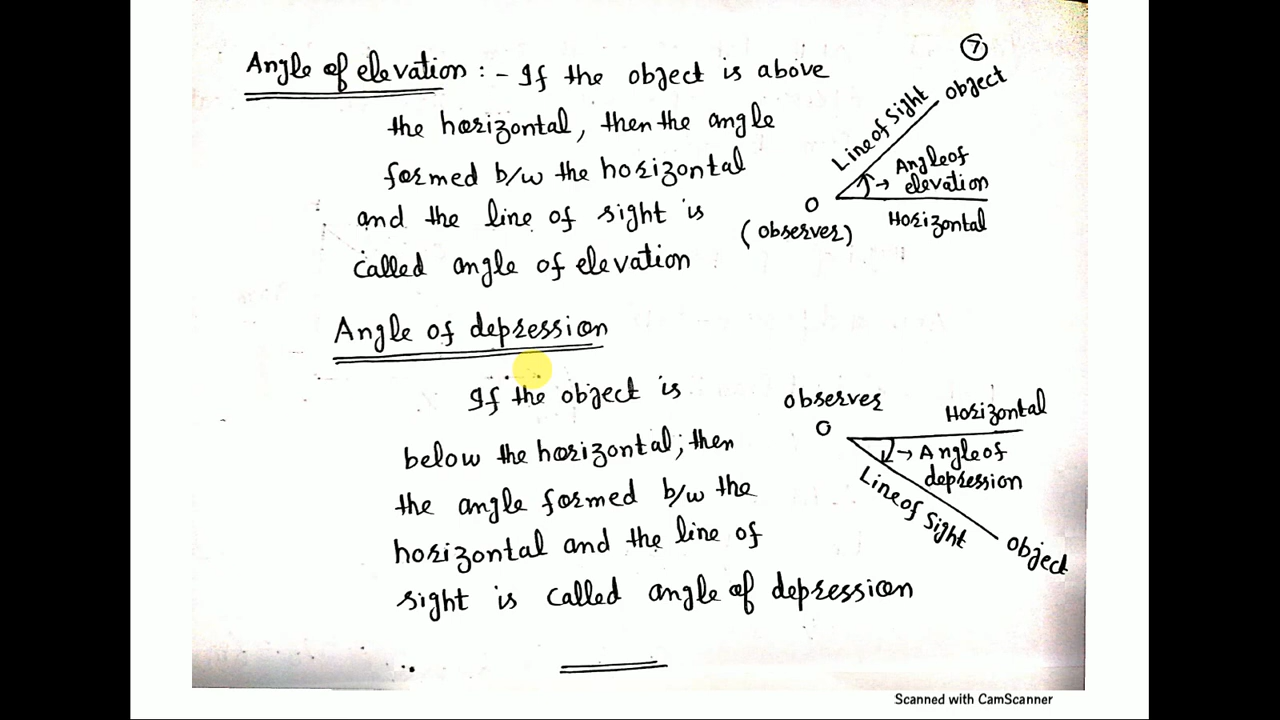 7
Angle of elevation : - If the object is above
the horizontal, then the angle
formed b/w the horizontal
and the line of sight is
called angle of elevation
Line of Sight
object
Angle of
elevation
O
(observer)
Horizontal
Angle of depression
If the object is
below the horizontal; then
the angle formed b/w the
horizontal and the line of
sight is called angle of depression
observer
O
Horizontal
Angle of
depression
Line of Sight
object
Scanned with CamScanner